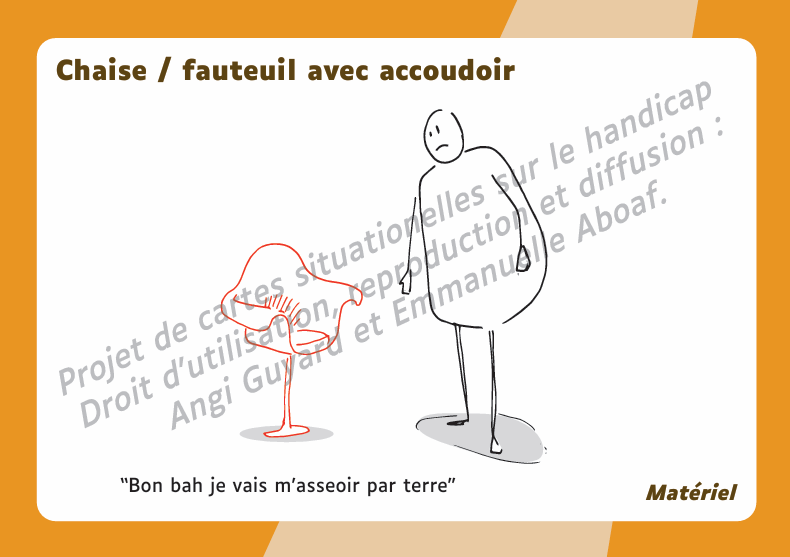 Chaise / fauteuil avec accoudoir
Projet de cartes situationelles sur le handicap
Droit d'utilisation, reproduction et diffusion :
Angi Guyard et Emmanuelle Aboaf.
“Bon bah je vais m'asseoir par terre”
Matériel